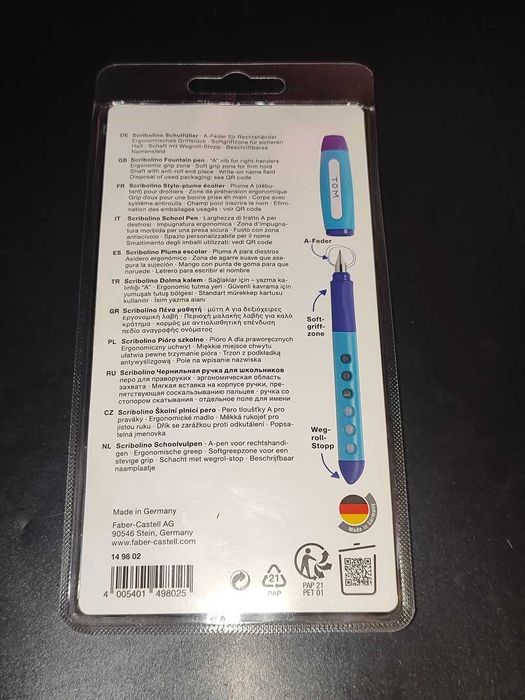 DE Scribolino Schulfüller · A-Feder für Rechtshänder
Ergonomisches Griffstück · Softgriffzone für sicheren
Halt · Schaft mit Wegroll-Stopp · Beschreibbares
Namensfeld
GB Scribolino Fountain pen · "A" nib for right-handers
Ergonomic grip zone · Soft grip zone for firm hold
Shaft with anti-roll end piece · Write-on name field
Disposal of used packaging: see QR code
FR Scribolino Stylo-plume écolier · Plume A (débu-
tant) pour droitiers · Zone de préhension ergonomique
Grip doux pour une bonne prise en main · Corps avec
système antiroulis · Champ pour inscrire le nom · Elimi-
nation des emballages usagés : voir QR code
IT Scribolino School Pen · Larghezza di tratto A per
destrorsi · Zona d'impugnatura ergonomica · Zona d'impugna-
tura morbida per una presa sicura · Fusto con zona
antiscivolo · Spazio personalizzabile per il nome
Smaltimento degli imballi utilizzati: vedi QR code
ES Scribolino Pluma escolar · Pluma A para diestros
Asidero ergonómico · Zona de agarre suave que ase-
gura la sujeción · Mango con punta de goma para que
no ruede · Letrero para escribir el nombre
TR Scribolino Dolma kalem · Sağlaklar için – yazma ka-
lınlığı "A" · Ergonomic tutma yeri · Güvenli kavrama için
yumuşak tutuş bölgesi · Standart mürekkep kartuşu
kullanılır · İsim yazma alanı
GR Scribolino Πένα μαθητή · μύτη Α για δεξιόχειρες
εργονομική λαβή · Περιοχή μαλακής λαβής για καλό
κράτημα · κορμός με αντιολισθητική επένδυση
πεδίο αναγραφής ονόματος
PL Scribolino Pióro szkolne · Pióro A dla praworęcznych
Ergonomiczny uchwyt · Miękkie miejsce chwytu
ułatwia pewne trzymanie pióra · Trzon z podkładką
antywyślizgową · Pole na wpisanie nazwiska
RU Scribolino Чернильная ручка для школьников
перо для праворуких · эргономическая область
захвата · Мягкая вставка на корпусе ручки, пре-
пятствующая соскальзыванию пальцев · ручка со
стопором скатывания · отдельное поле для имени
CZ Scribolino Školní plnicí pero · Pero tloušťky A pro
praváky · Ergonomické madlo · Měkká rukojeť pro
jistou ruku · Dřík se zarážkou proti odkutálení · Popsa-
telná jmenovka
NL Scribolino Schoolvulpen · A-pen voor rechtshandi-
gen · Ergonomische greep · Softgreepzone voor een
stevige grip · Schacht met wegrol-stop · Beschrijfbaar
naamplaatje
TOM
A-Feder
Soft-
griff-
zone
Weg-
roll-
Stopp
Made in Germany
Made in Germany
Faber-Castell AG
90546 Stein, Germany
www.faber-castell.com
14 98 02
4 005401 498025
21
PAP
PAP 21
PET 01